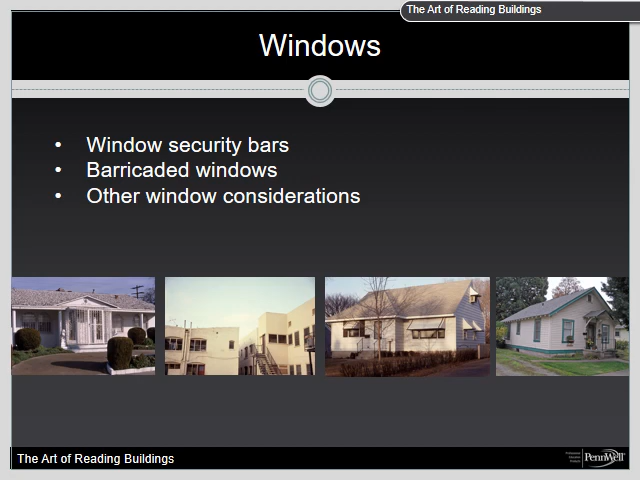 The Art of Reading Buildings
Windows
• Window security bars
• Barricaded windows
• Other window considerations
The Art of Reading Buildings
PennWell